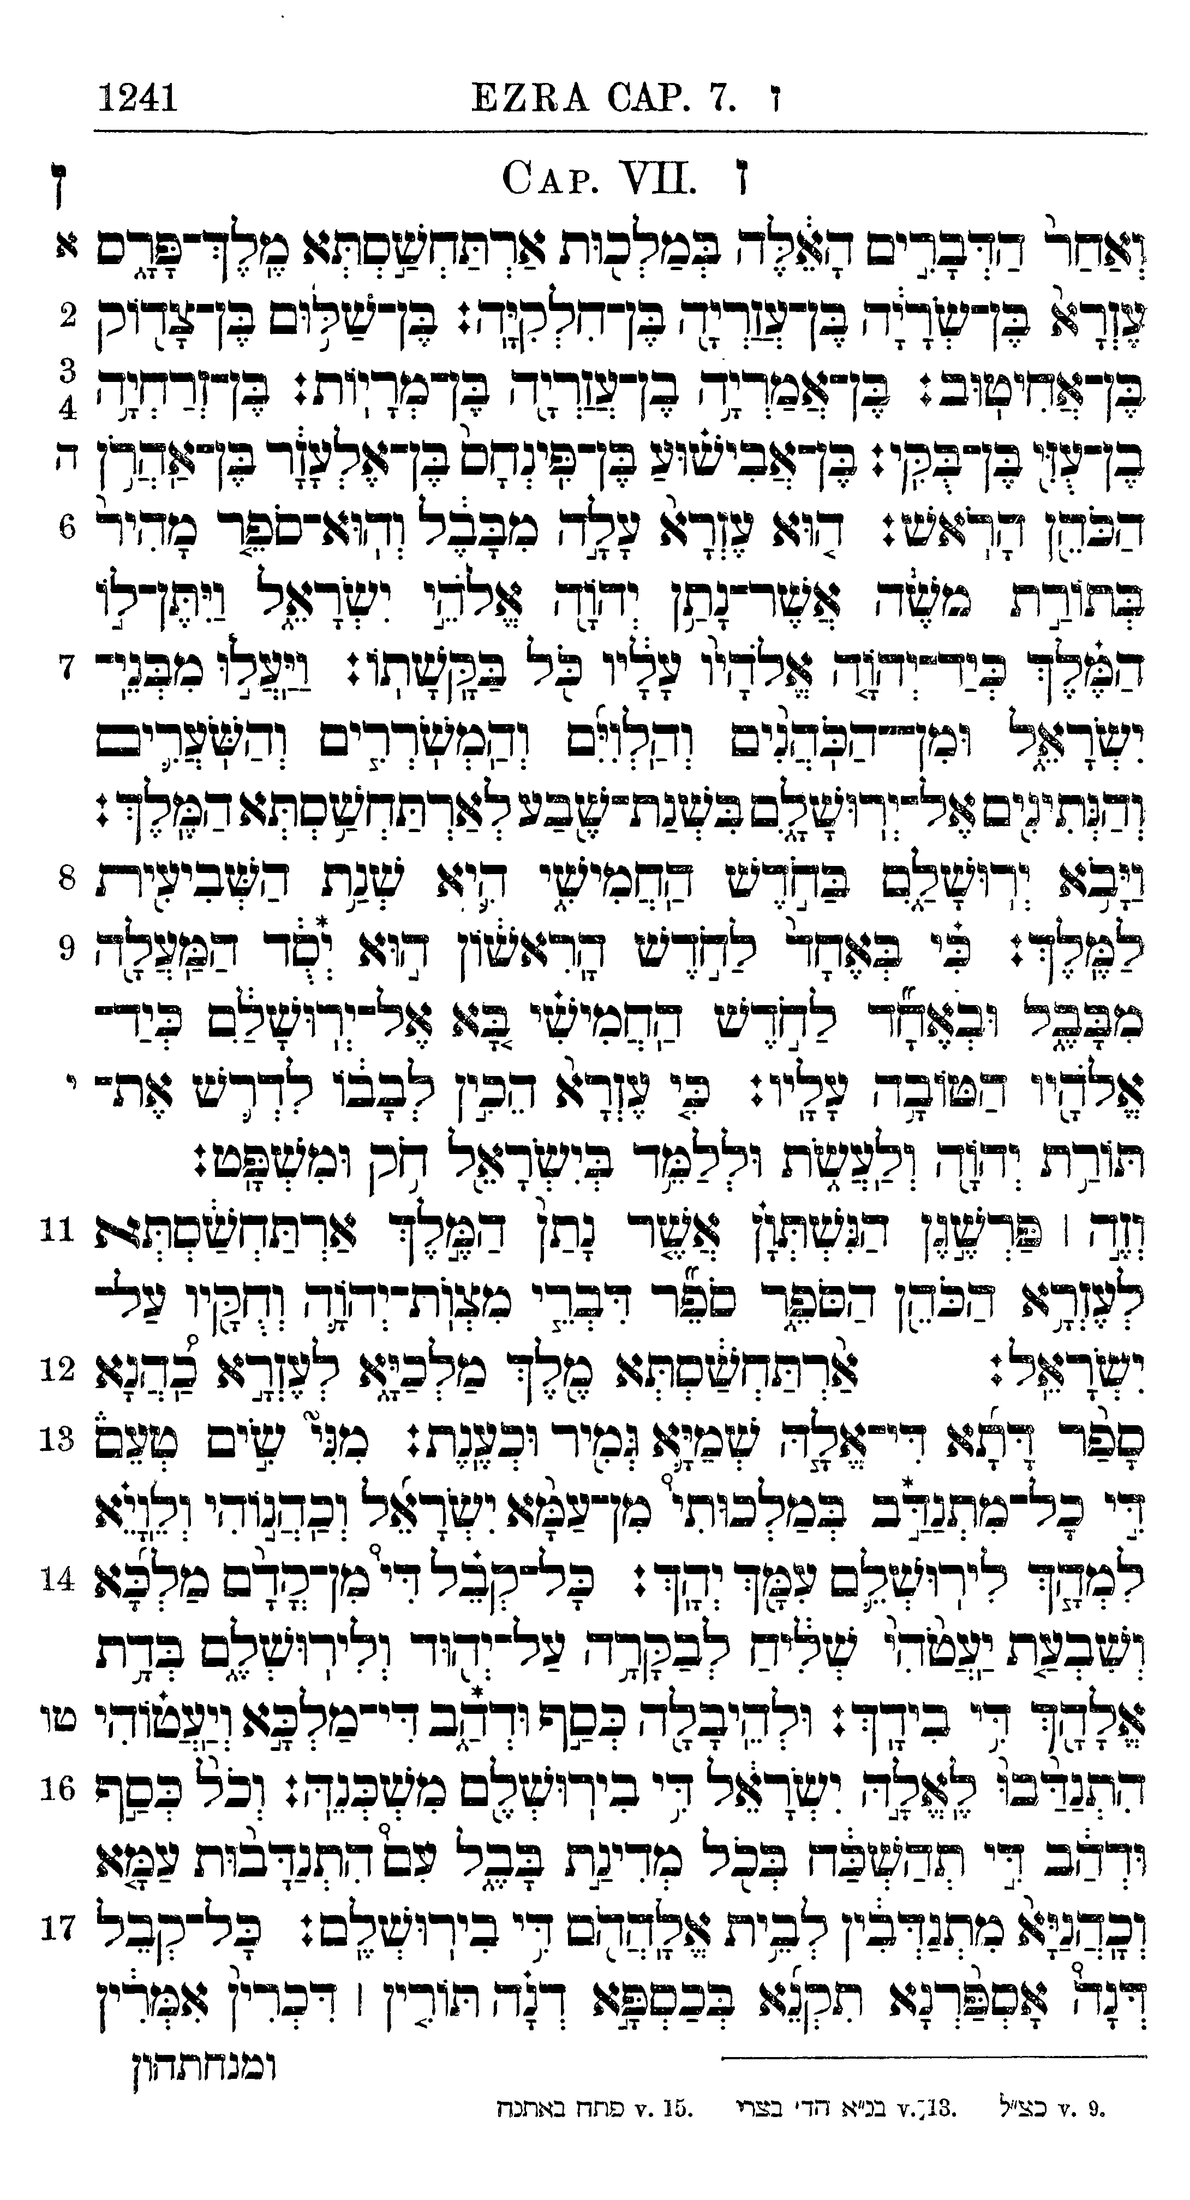 1241 EZRA CAP. 7. ז
ז CAP. VII. ז
א וְאַחַר֙ הַדְּבָרִ֣ים הָאֵ֔לֶּה בְּמַלְכ֖וּת אַרְתַּחְשַׁ֣סְתְּא מֶֽלֶךְ־פָּרָ֑ס
2 עֶזְרָא֙ בֶּן־שְׂרָיָ֔ה בֶּן־עֲזַרְיָ֖ה בֶּן־חִלְקִיָּֽה׃ בֶּן־שַׁלּ֥וּם בֶּן־צָד֖וֹק
3 4 בֶּן־אֲחִיטֽוּב׃ בֶּן־אֲמַרְיָ֥ה בֶן־עֲזַרְיָ֖ה בֶּן־מְרָיֽוֹת׃ בֶּן־זְרַֽחְיָ֥ה
ה בֶן־עֻזִּ֖י בֶּן־בֻּקִּֽי׃ בֶּן־אֲבִישׁ֗וּעַ בֶּן־פִּֽינְחָס֙ בֶּן־אֶלְעָזָ֔ר בֶּן־אַהֲרֹ֥ן
6 הַכֹּהֵ֖ן הָרֹֽאשׁ׃ ה֤וּא עֶזְרָא֙ עָלָ֣ה מִבָּבֶ֔ל וְהֽוּא־סֹפֵ֤ר מָהִיר֙
בְּתוֹרַ֣ת מֹשֶׁ֔ה אֲשֶׁר־נָתַ֥ן יְהוָ֖ה אֱלֹהֵ֣י יִשְׂרָאֵ֑ל וַיִּתֶּן־ל֣וֹ
7 הַמֶּ֗לֶךְ כְּיַד־יְהוָ֤ה אֱלֹהָיו֙ עָלָ֔יו כֹּ֖ל בַּקָּשָׁתֽוֹ׃ וַיַּֽעֲל֣וּ מִבְּנֵֽי־
יִשְׂרָאֵ֣ל וּמִן־הַכֹּהֲנִ֡ים וְהַלְוִיִּ֨ם וְהַמְשֹׁרְרִ֜ים וְהַשֹּׁעֲרִ֧ים
וְהַנְּתִינִ֛ים אֶל־יְרֽוּשָׁלִָ֑ם בִּשְׁנַת־שֶׁ֖בַע לְאַרְתַּחְשַׁ֥סְתְּא הַמֶּֽלֶךְ׃
8 וַיָּבֹ֥א יְרֽוּשָׁלִַ֖ם בַּחֹ֣דֶשׁ הַחֲמִישִׁ֑י הִ֛יא שְׁנַ֥ת הַשְּׁבִיעִ֖ית
9 לַמֶּֽלֶךְ׃ כִּ֗י בְּאֶחָד֙ לַחֹ֣דֶשׁ הָרִאשׁ֔וֹן ה֣וּא יְסֻ֔ד הַֽמַּעֲלָ֖ה
מִבָּבֶ֑ל וּבְאֶחָ֞ד לַחֹ֣דֶשׁ הַחֲמִישִׁ֗י בָּ֚א אֶל־יְר֣וּשָׁלִַ֔ם כְּיַד־
י אֱלֹהָ֖יו הַטּוֹבָ֥ה עָלָֽיו׃ כִּ֤י עֶזְרָא֙ הֵכִ֣ין לְבָב֔וֹ לִדְרֹ֛שׁ אֶת־
תּוֹרַ֥ת יְהוָ֖ה וְלַעֲשֹׂ֑ת וּלְלַמֵּ֥ד בְּיִשְׂרָאֵ֖ל חֹ֥ק וּמִשְׁפָּֽט׃
11 וְזֶ֣ה ׀ פַּרְשֶׁ֣גֶן הַֽנִּשְׁתְּוָ֗ן אֲשֶׁ֤ר נָתַן֙ הַמֶּ֣לֶךְ אַרְתַּחְשַׁ֔סְתְּא
לְעֶזְרָ֥א הַכֹּהֵ֖ן הַסֹּפֵ֑ר סֹפֵ֞ר דִּבְרֵ֧י מִצְוֺת־יְהוָ֛ה וְחֻקָּ֖יו עַל־
12 יִשְׂרָאֵֽל׃ אַ֨רְתַּחְשַׁ֔סְתְּא מֶ֖לֶךְ מַלְכַיָּ֑א לְעֶזְרָ֣א כָ֠הֲנָא
13 סָפַ֨ר דָּתָ֜א דִּי־אֱלָ֧הּ שְׁמַיָּ֛א גְּמִ֖יר וּכְעֶֽנֶת׃ מִנִּי֮ שִׂ֣ים טְעֵם֒
דִּ֣י כָל־מִתְנַדַּ֣ב בְּמַלְכוּתִי֩ מִן־עַמָּ֨א יִשְׂרָאֵ֜ל וְכָהֲנ֣וֹהִי וְלֵוָיֵ֗א
14 לִמְהָ֧ךְ לִירוּשְׁלֶ֛ם עִמָּ֖ךְ יְהָֽךְ׃ כָּל־קֳבֵ֗ל דִּי֩ מִן־קֳדָ֨ם מַלְכָּ֜א
וְשִׁבְעַ֤ת יָעֲטֹ֙הִי֙ שְׁלִ֔יחַ לְבַקָּרָ֥ה עַל־יְה֖וּד וְלִֽירוּשְׁלֶ֑ם בְּדָ֥ת
טו אֱלָהָ֖ךְ דִּ֥י בִידָֽךְ׃ וּלְהֵיבָלָ֖ה כְּסַ֣ף וּדְהַ֑ב דִּי־מַלְכָּ֣א וְיָעֲט֗וֹהִי
16 הִתְנַדַּ֙בוּ֙ לֶאֱלָ֣הּ יִשְׂרָאֵ֔ל דִּ֥י בִירוּשְׁלֶ֖ם מִשְׁכְּנֵֽהּ׃ וְכֹל֙ כְּסַ֣ף
וּדְהַ֔ב דִּ֣י תְהַשְׁכַּ֔ח בְּכֹ֖ל מְדִינַ֣ת בָּבֶ֑ל עִם֩ הִתְנַדָּב֨וּת עַמָּ֤א
17 וְכָהֲנַיָּא֙ מִתְנַדְּבִ֔ין לְבֵ֥ית אֱלָהֲהֹ֖ם דִּ֥י בִירוּשְׁלֶֽם׃ כָּל־קֳבֵ֣ל
דְּנָה֩ אָסְפַּ֨רְנָא תִקְנֵ֜א בְּכַסְפָּ֣א דְנָ֗ה תּוֹרִ֤ין ׀ דִּכְרִין֙ אִמְּרִ֔ין
ומנחתהון
v. 9. כצ״ל v. 13. בנ״א הדי׳ בצרי v. 15. פתח באתנח